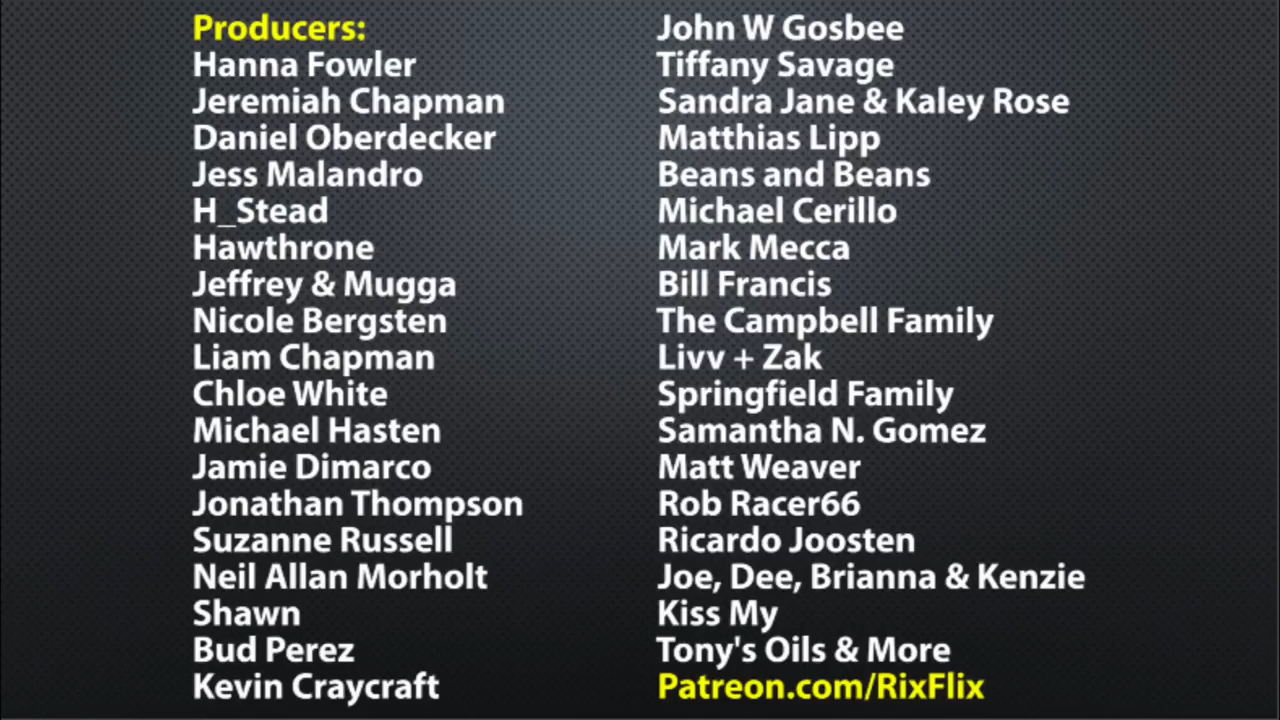 Producers:
Hanna Fowler
Jeremiah Chapman
Daniel Oberdecker
Jess Malandro
H_Stead
Hawthrone
Jeffrey & Mugga
Nicole Bergsten
Liam Chapman
Chloe White
Michael Hasten
Jamie Dimarco
Jonathan Thompson
Suzanne Russell
Neil Allan Morholt
Shawn
Bud Perez
Kevin Craycraft
John W Gosbee
Tiffany Savage
Sandra Jane & Kaley Rose
Matthias Lipp
Beans and Beans
Michael Cerillo
Mark Mecca
Bill Francis
The Campbell Family
Livv + Zak
Springfield Family
Samantha N. Gomez
Matt Weaver
Rob Racer66
Ricardo Joosten
Joe, Dee, Brianna & Kenzie
Kiss My
Tony's Oils & More
Patreon.com/RixFlix